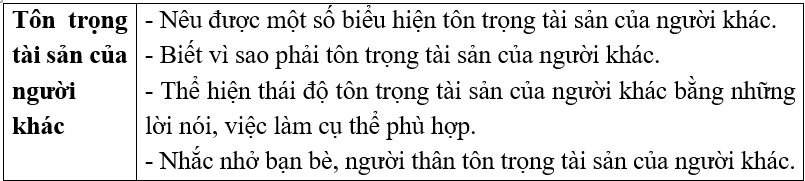 Tôn trọng
tài sản của
người
khác
- Nêu được một số biểu hiện tôn trọng tài sản của người khác.
- Biết vì sao phải tôn trọng tài sản của người khác.
- Thể hiện thái độ tôn trọng tài sản của người khác bằng những
lời nói, việc làm cụ thể phù hợp.
- Nhắc nhở bạn bè, người thân tôn trọng tài sản của người khác.